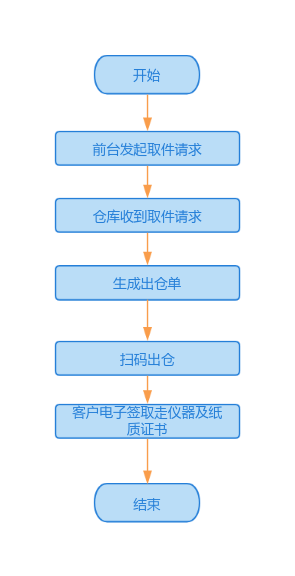 开始
前台发起取件请求
仓库收到取件请求
生成出仓单
扫码出仓
客户电子签取走仪器及纸
质证书
结束